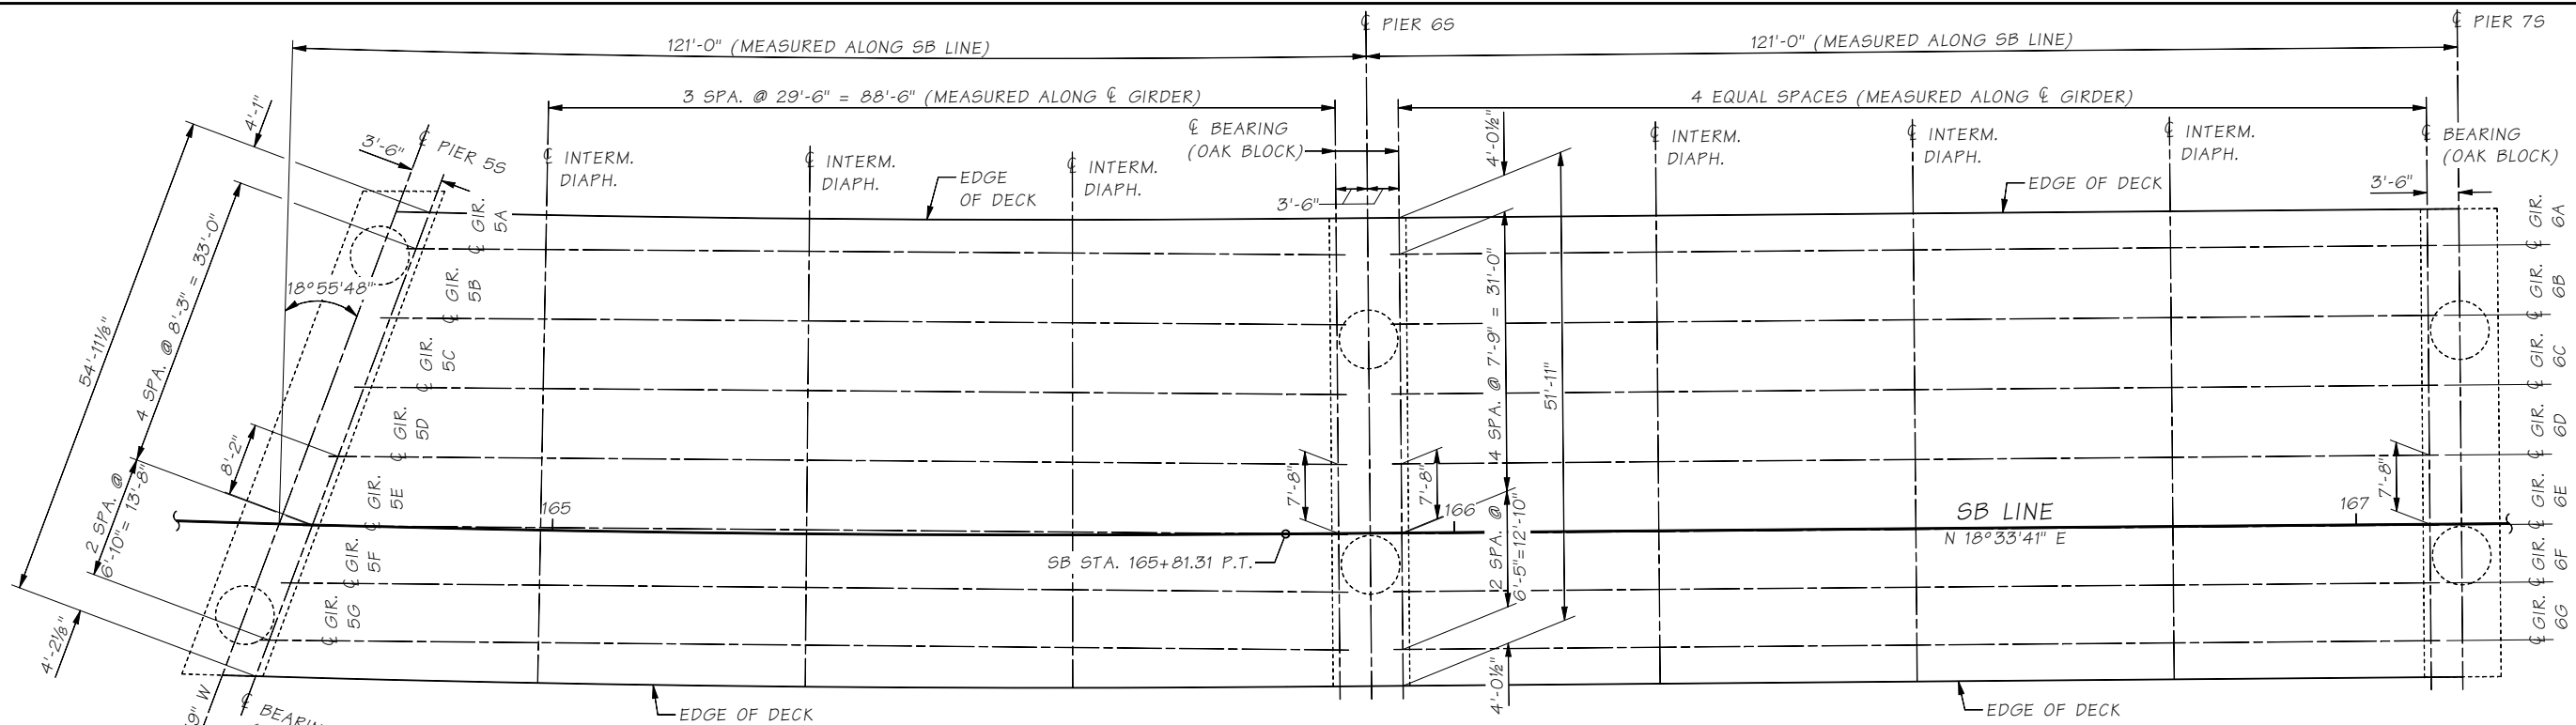 ℄ PIER 6S
℄ PIER 7S
121'-0" (MEASURED ALONG SB LINE)
121'-0" (MEASURED ALONG SB LINE)
3 SPA. @ 29'-6" = 88'-6" (MEASURED ALONG ℄ GIRDER)
4 EQUAL SPACES (MEASURED ALONG ℄ GIRDER)
4'-1"
3'-6"
℄ PIER 5S
℄ INTERM.
DIAPH.
℄ INTERM.
DIAPH.
℄ INTERM.
DIAPH.
EDGE
OF DECK
℄ BEARING
(OAK BLOCK)
3'-6"
4'-0½"
℄ INTERM.
DIAPH.
℄ INTERM.
DIAPH.
℄ INTERM.
DIAPH.
EDGE OF DECK
℄ BEARING
(OAK BLOCK)
3'-6"
54'-11⅛"
4 SPA. @ 8'-3" = 33'-0"
18°55'48"
8'-2"
2 SPA. @
6'-10"= 13'-8"
4'-2⅛"
℄ GIR.
5A
℄ GIR.
5B
℄ GIR.
5C
℄ GIR.
5D
℄ GIR.
5E
℄ GIR.
5F
℄ GIR.
5G
165
SB STA. 165+81.31 P.T.
7'-8"
7'-8"
166
4 SPA. @ 7'-9" = 31'-0"
51'-11"
2 SPA. @
6'-5"=12'-10"
4'-0½"
SB LINE
N 18°33'41" E
167
7'-8"
℄ GIR.
6A
℄ GIR.
6B
℄ GIR.
6C
℄ GIR.
6D
℄ GIR.
6E
℄ GIR.
6F
℄ GIR.
6G
9" W
℄ BEARING
EDGE OF DECK
EDGE OF DECK